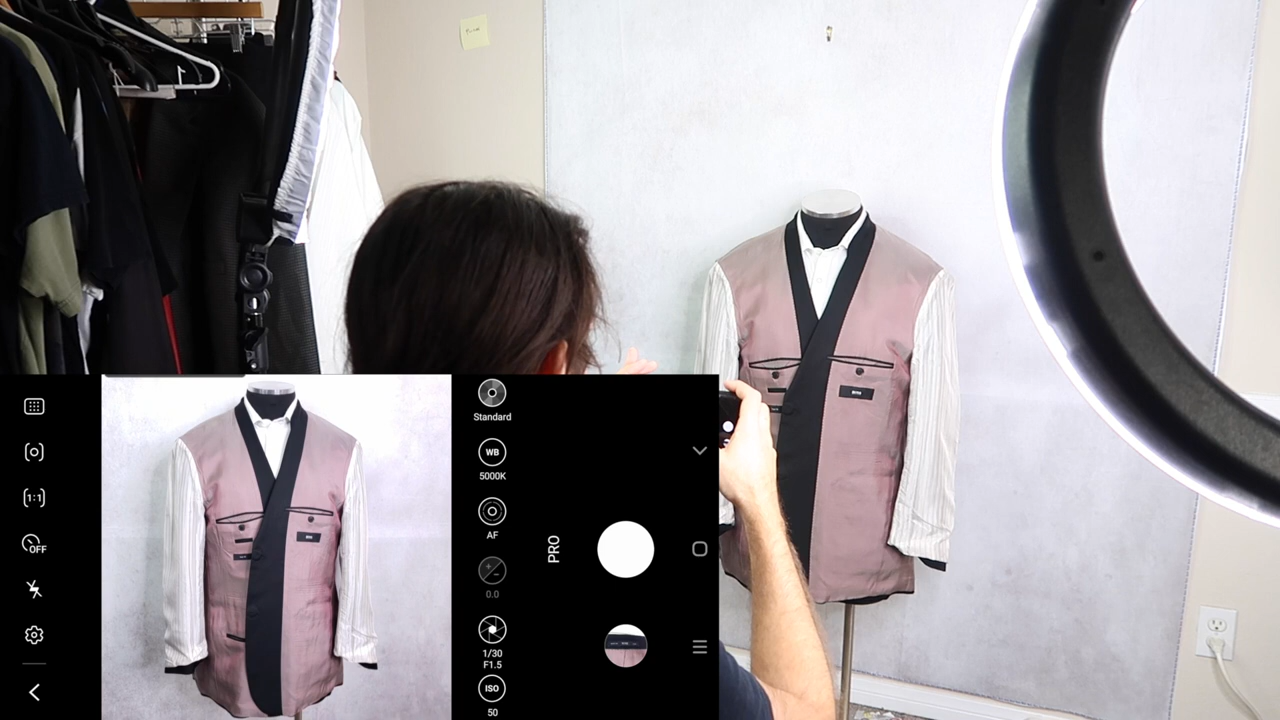 1:1
OFF
Standard
WB
5000K
AF
0.0
1/30
F1.5
ISO
50
PRO